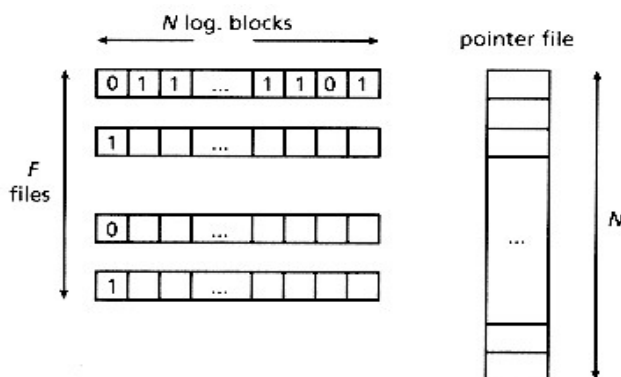 N log. blocks
pointer file
0 1 1 ... 1 1 0 1
1 ...
F
files
0 ...
1 ...
...
N